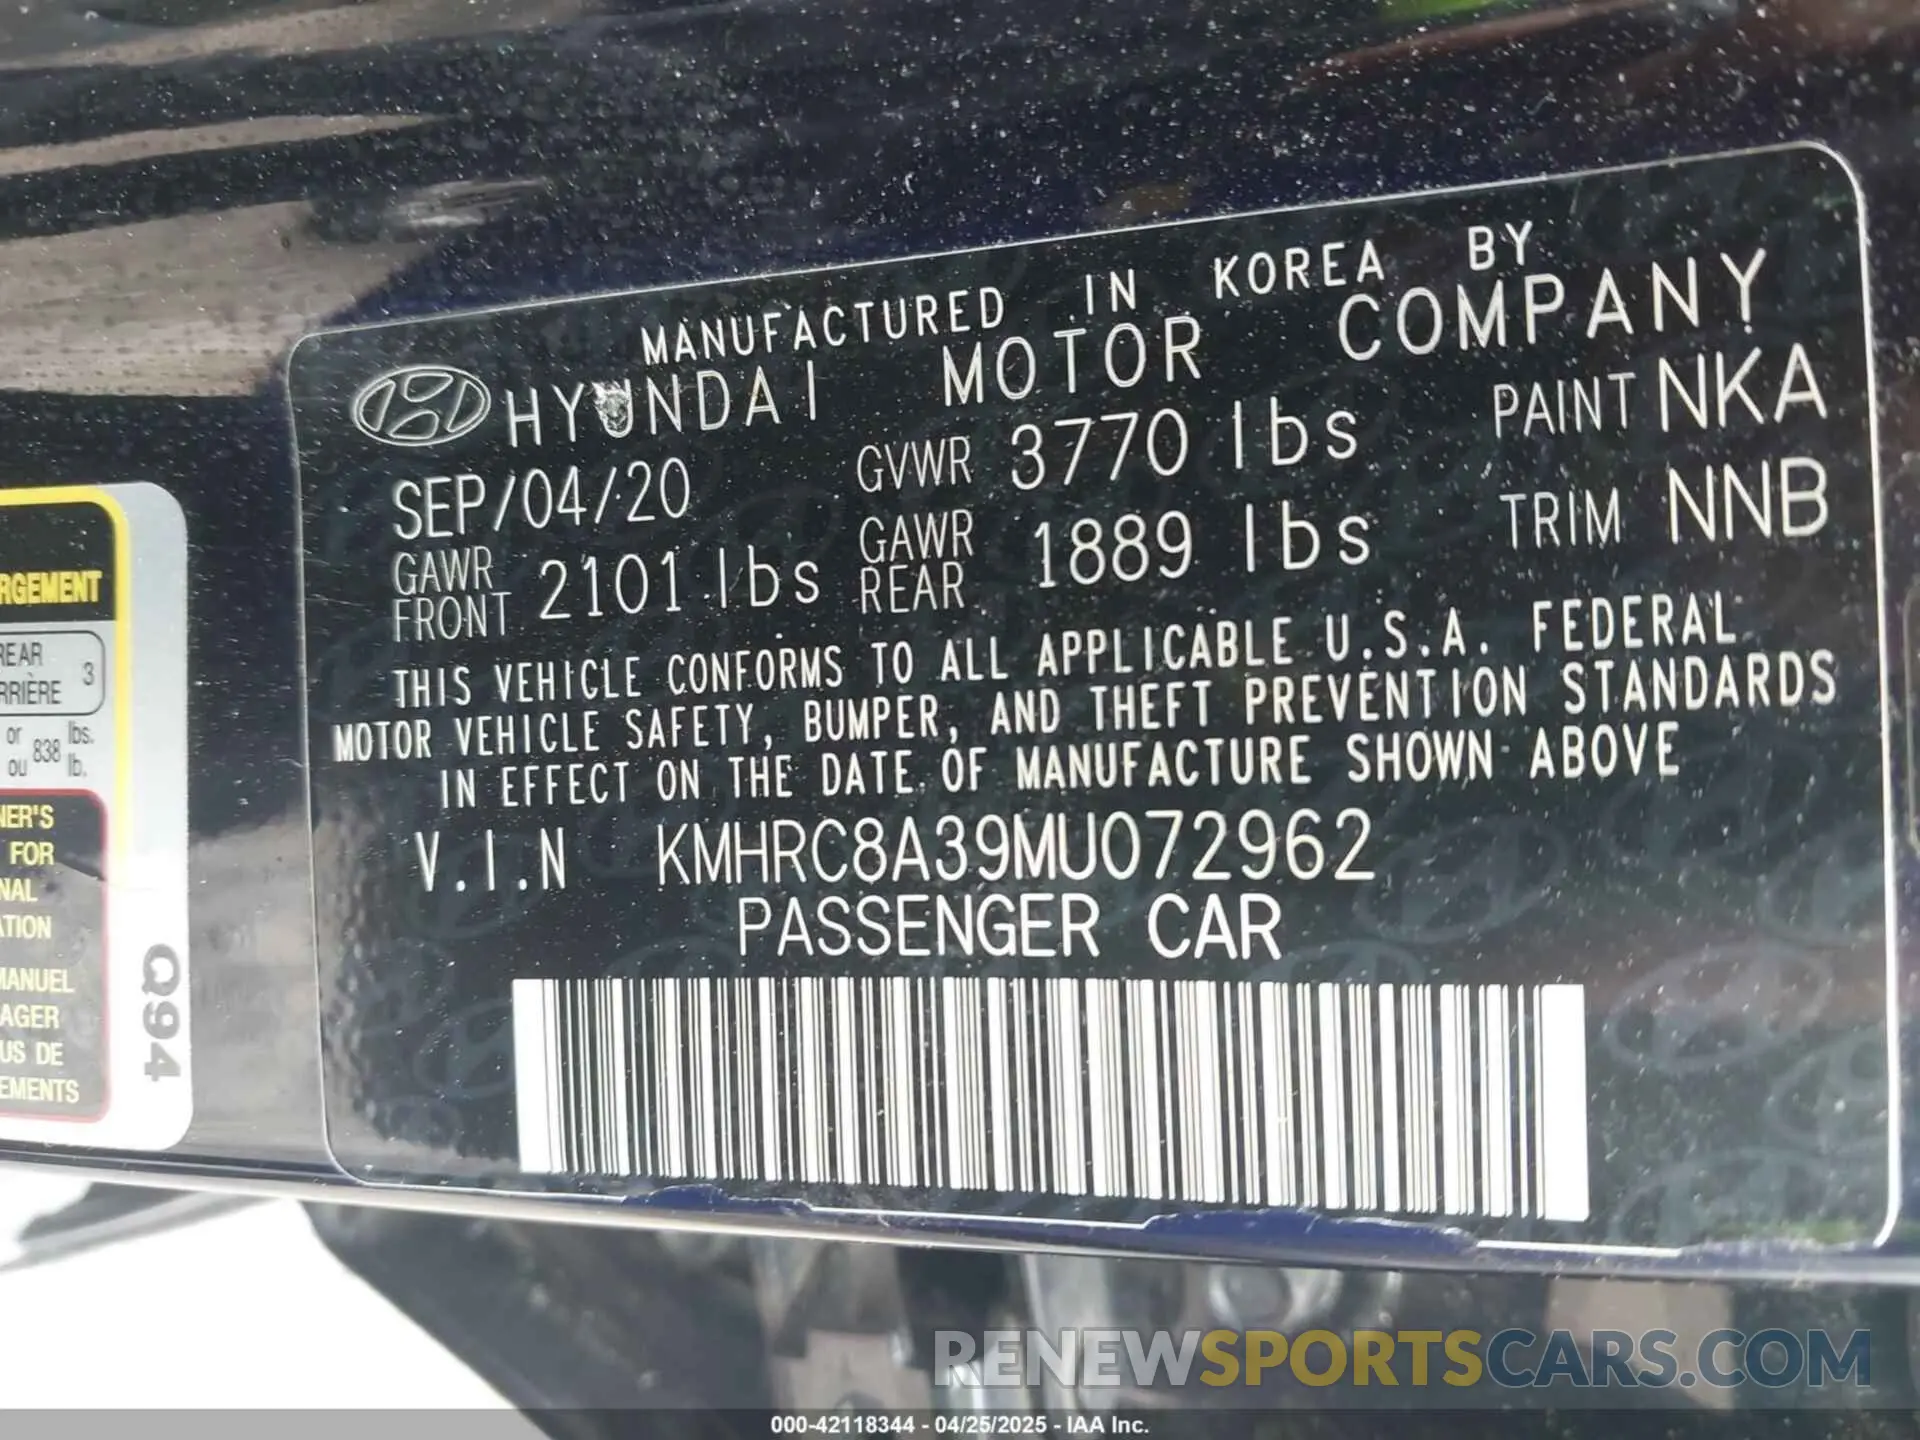 MANUFACTURED IN KOREA BY
HYUNDAI MOTOR COMPANY
SEP/04/20 GVWR 3770 lbs PAINT NKA
GAWR FRONT 2101 lbs GAWR REAR 1889 lbs TRIM NNB
THIS VEHICLE CONFORMS TO ALL APPLICABLE U.S.A. FEDERAL
MOTOR VEHICLE SAFETY, BUMPER, AND THEFT PREVENTION STANDARDS
IN EFFECT ON THE DATE OF MANUFACTURE SHOWN ABOVE
V.I.N KMHRC8A39MU072962
PASSENGER CAR
RGEMENT
REAR 3
RRIÈRE
or 838 lbs.
ou lb.
NER'S
FOR
NAL
ATION
MANUEL
AGER
US DE
EMENTS
Q94
RENEWSPORTSCARS.COM
000-42118344 - 04/25/2025 - IAA Inc.